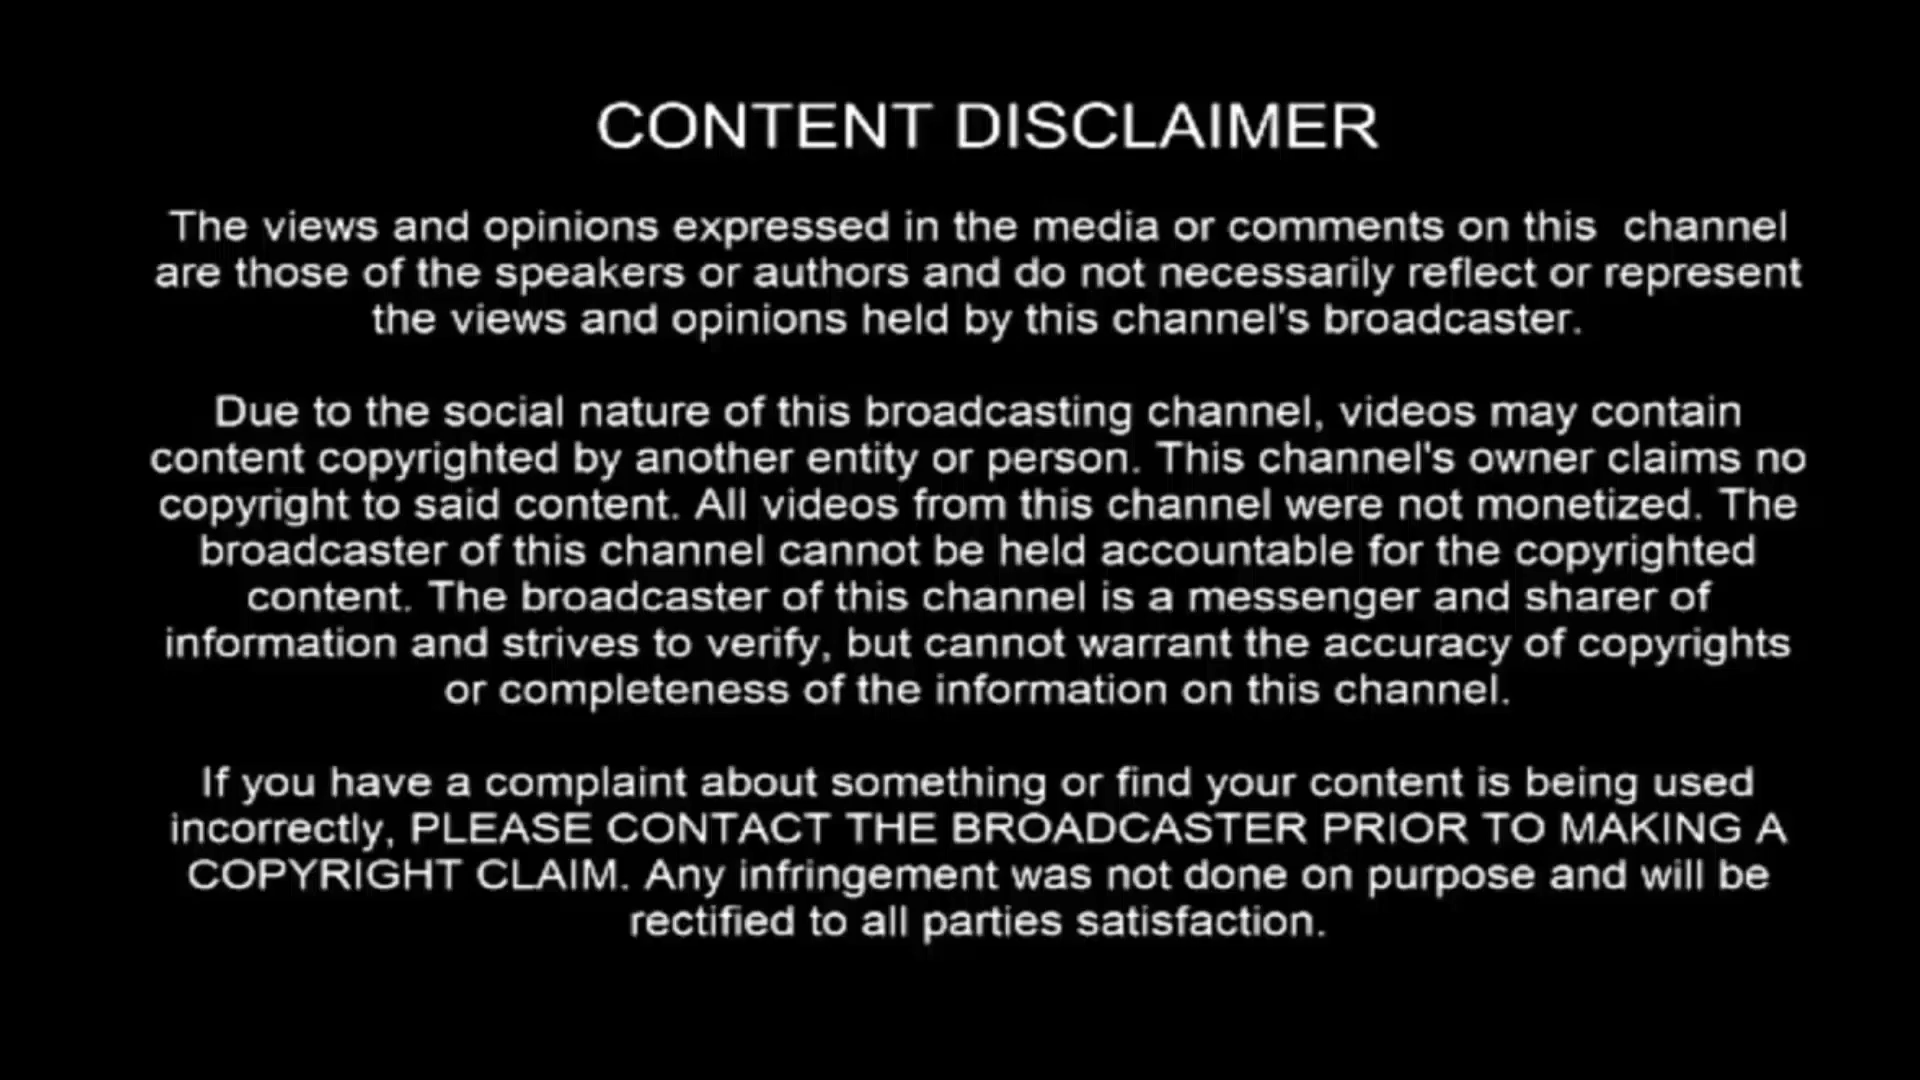 CONTENT DISCLAIMER
The views and opinions expressed in the media or comments on this channel
are those of the speakers or authors and do not necessarily reflect or represent
the views and opinions held by this channel's broadcaster.
Due to the social nature of this broadcasting channel, videos may contain
content copyrighted by another entity or person. This channel's owner claims no
copyright to said content. All videos from this channel were not monetized. The
broadcaster of this channel cannot be held accountable for the copyrighted
content. The broadcaster of this channel is a messenger and sharer of
information and strives to verify, but cannot warrant the accuracy of copyrights
or completeness of the information on this channel.
If you have a complaint about something or find your content is being used
incorrectly, PLEASE CONTACT THE BROADCASTER PRIOR TO MAKING A
COPYRIGHT CLAIM. Any infringement was not done on purpose and will be
rectified to all parties satisfaction.